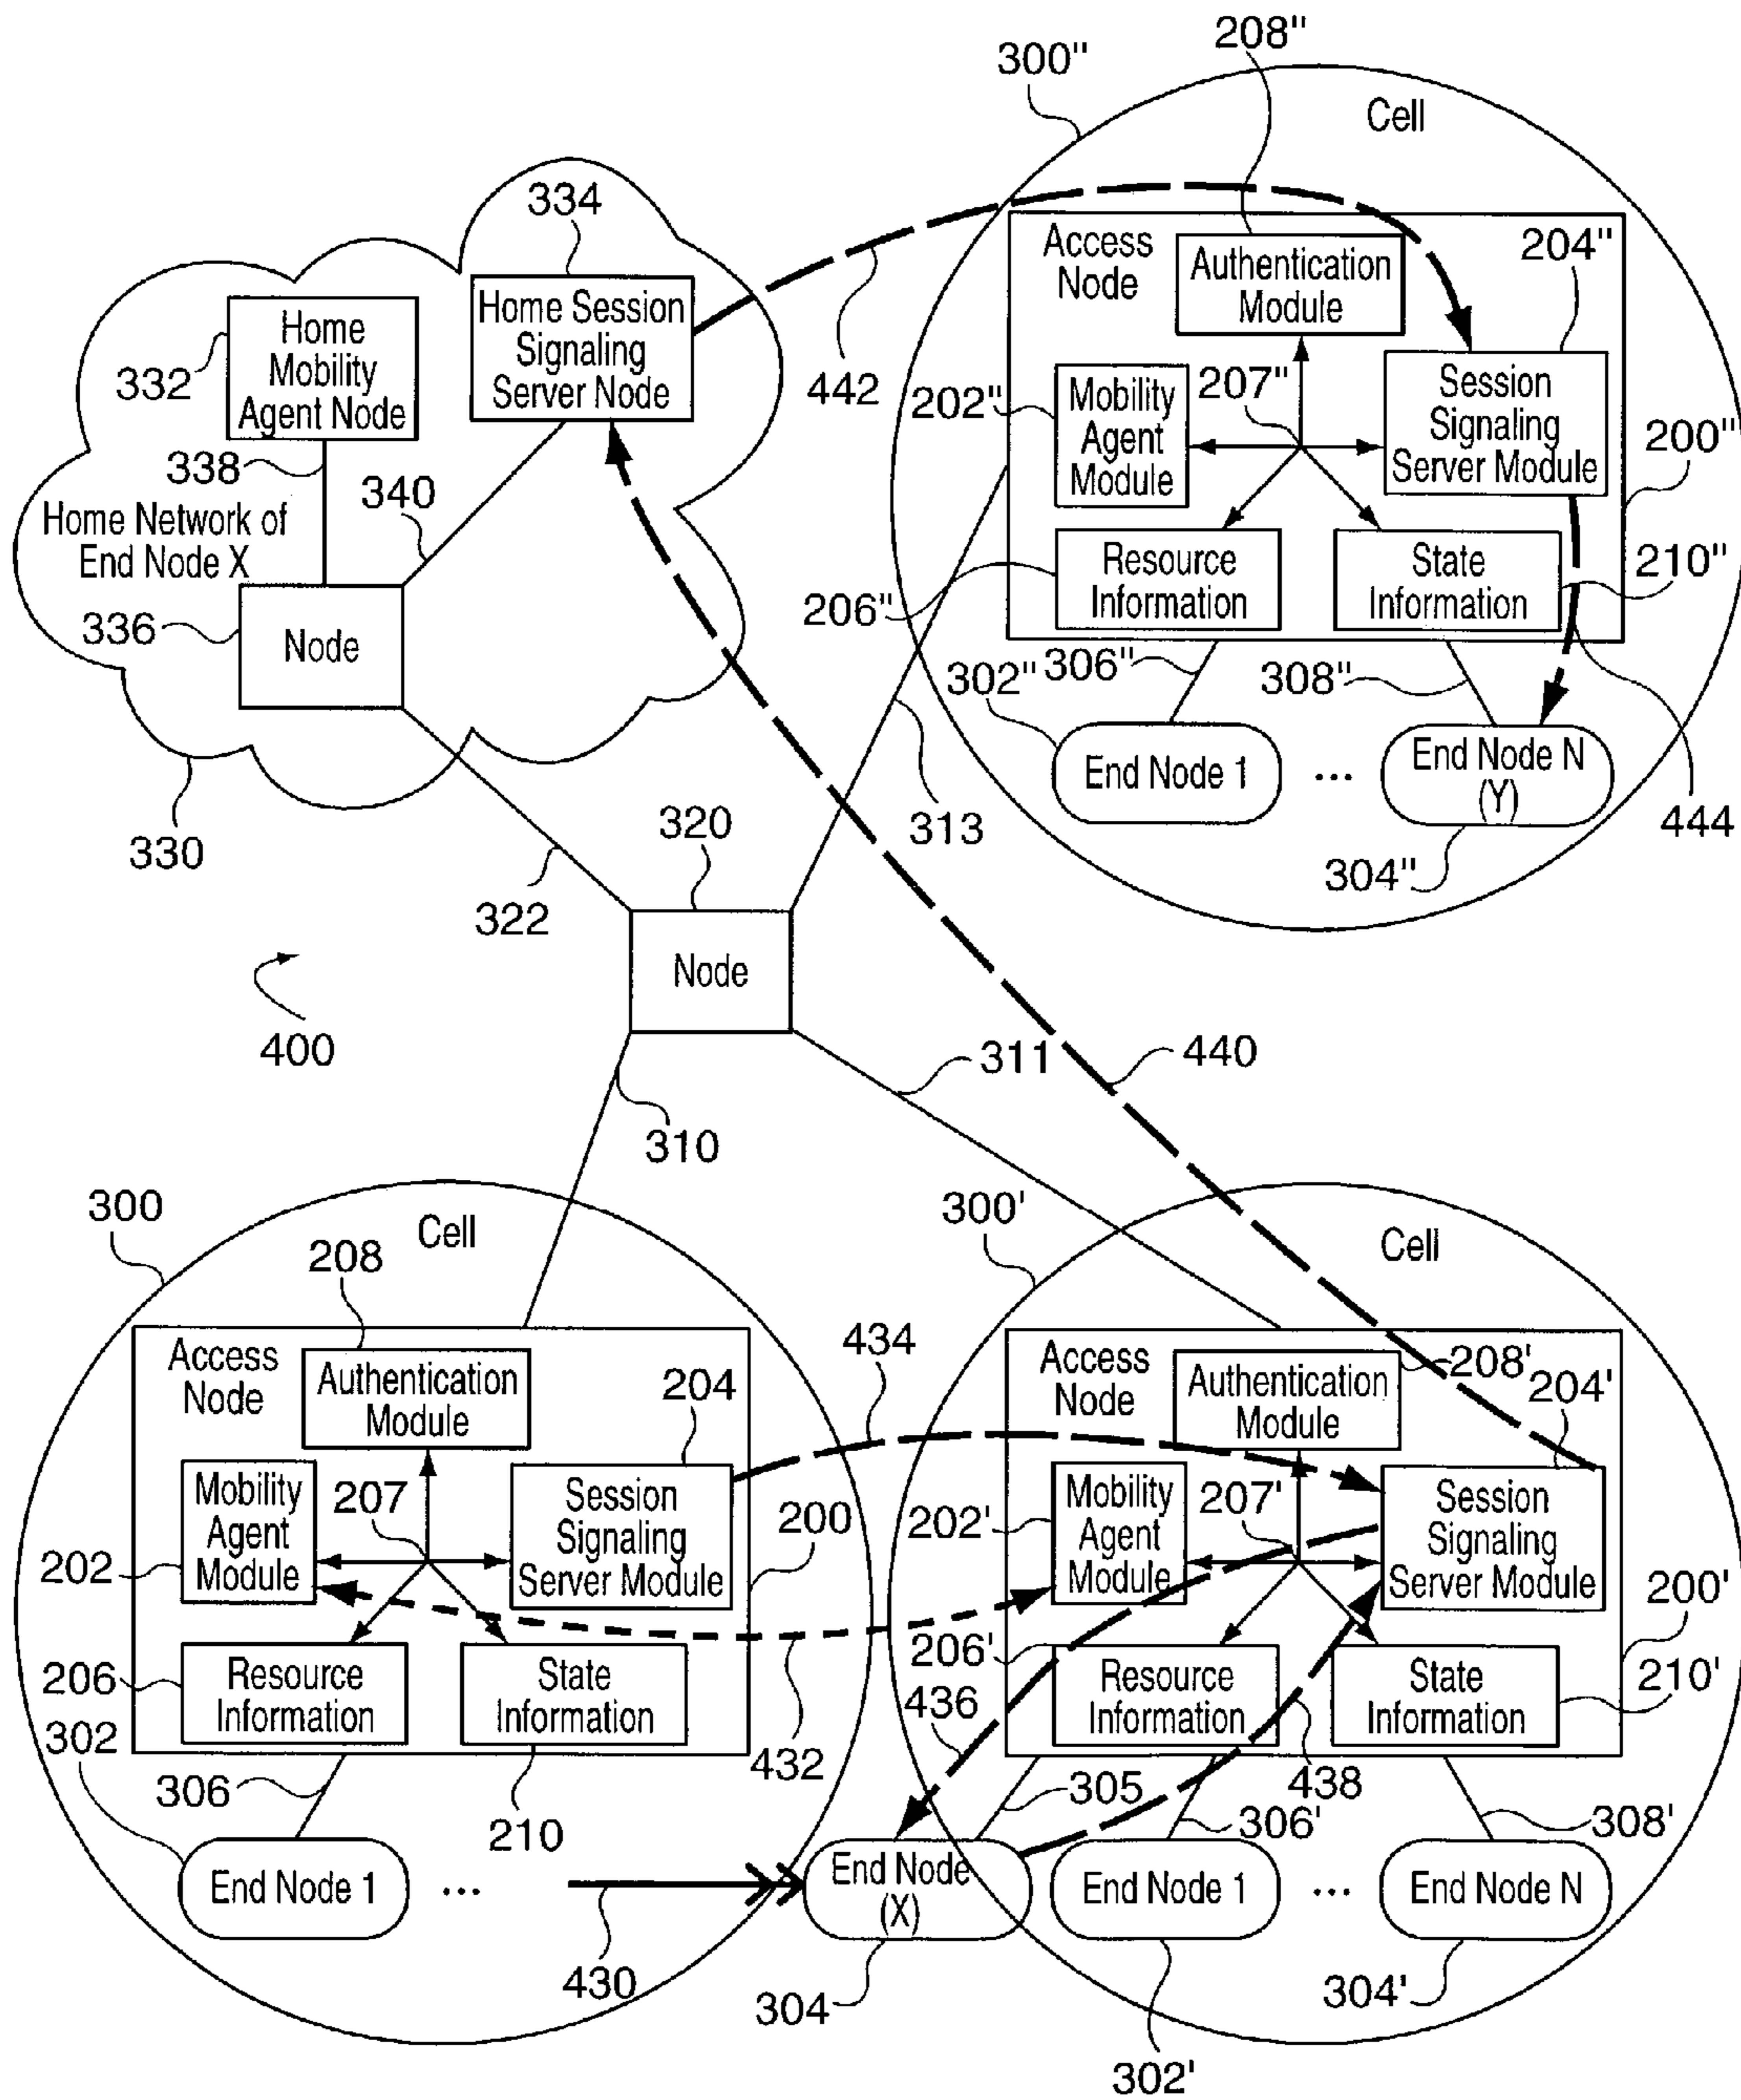 208"
300"
Cell
334
Access
Node
Authentication
Module
204"
Home Session
Signaling
Server Node
Home
Mobility
Agent Node
332
442
202"
Mobility
Agent
Module
207"
Session
Signaling
Server Module
200"
338
340
Home Network of
End Node X
Resource
Information
State
Information
210"
206"
336
Node
302"
306"
308"
End Node 1
...
End Node N
(Y)
313
444
330
304"
320
322
Node
400
440
311
310
300
Cell
300'
Cell
208
434
Access
Node
Authentication
Module
204
Access
Node
Authentication
Module
208'
204'
Mobility
Agent
Module
207
Session
Signaling
Server Module
200
202
202'
Mobility
Agent
Module
207'
Session
Signaling
Server Module
200'
206
Resource
Information
State
Information
206'
Resource
Information
State
Information
210'
436
302
432
306
305
438
210
306'
308'
End Node 1
...
End Node
(X)
End Node 1
...
End Node N
430
304
304'
302'